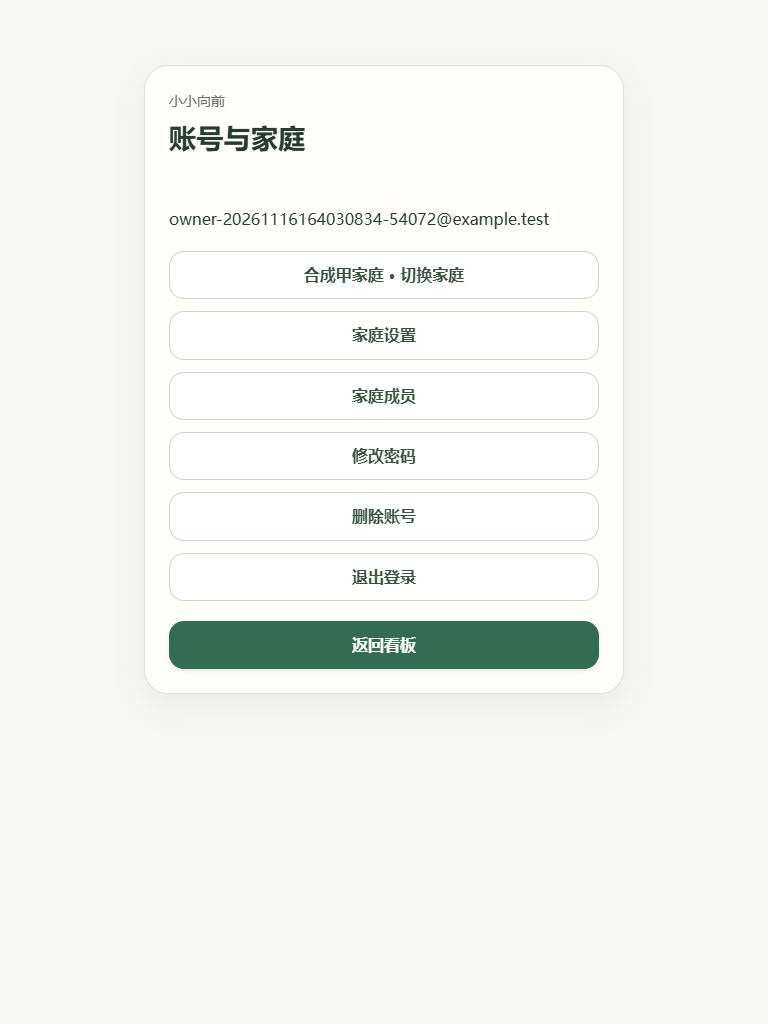 小小向前
账号与家庭
owner-20261116164030834-54072@example.test
合成甲家庭 • 切换家庭
家庭设置
家庭成员
修改密码
删除账号
退出登录
返回看板